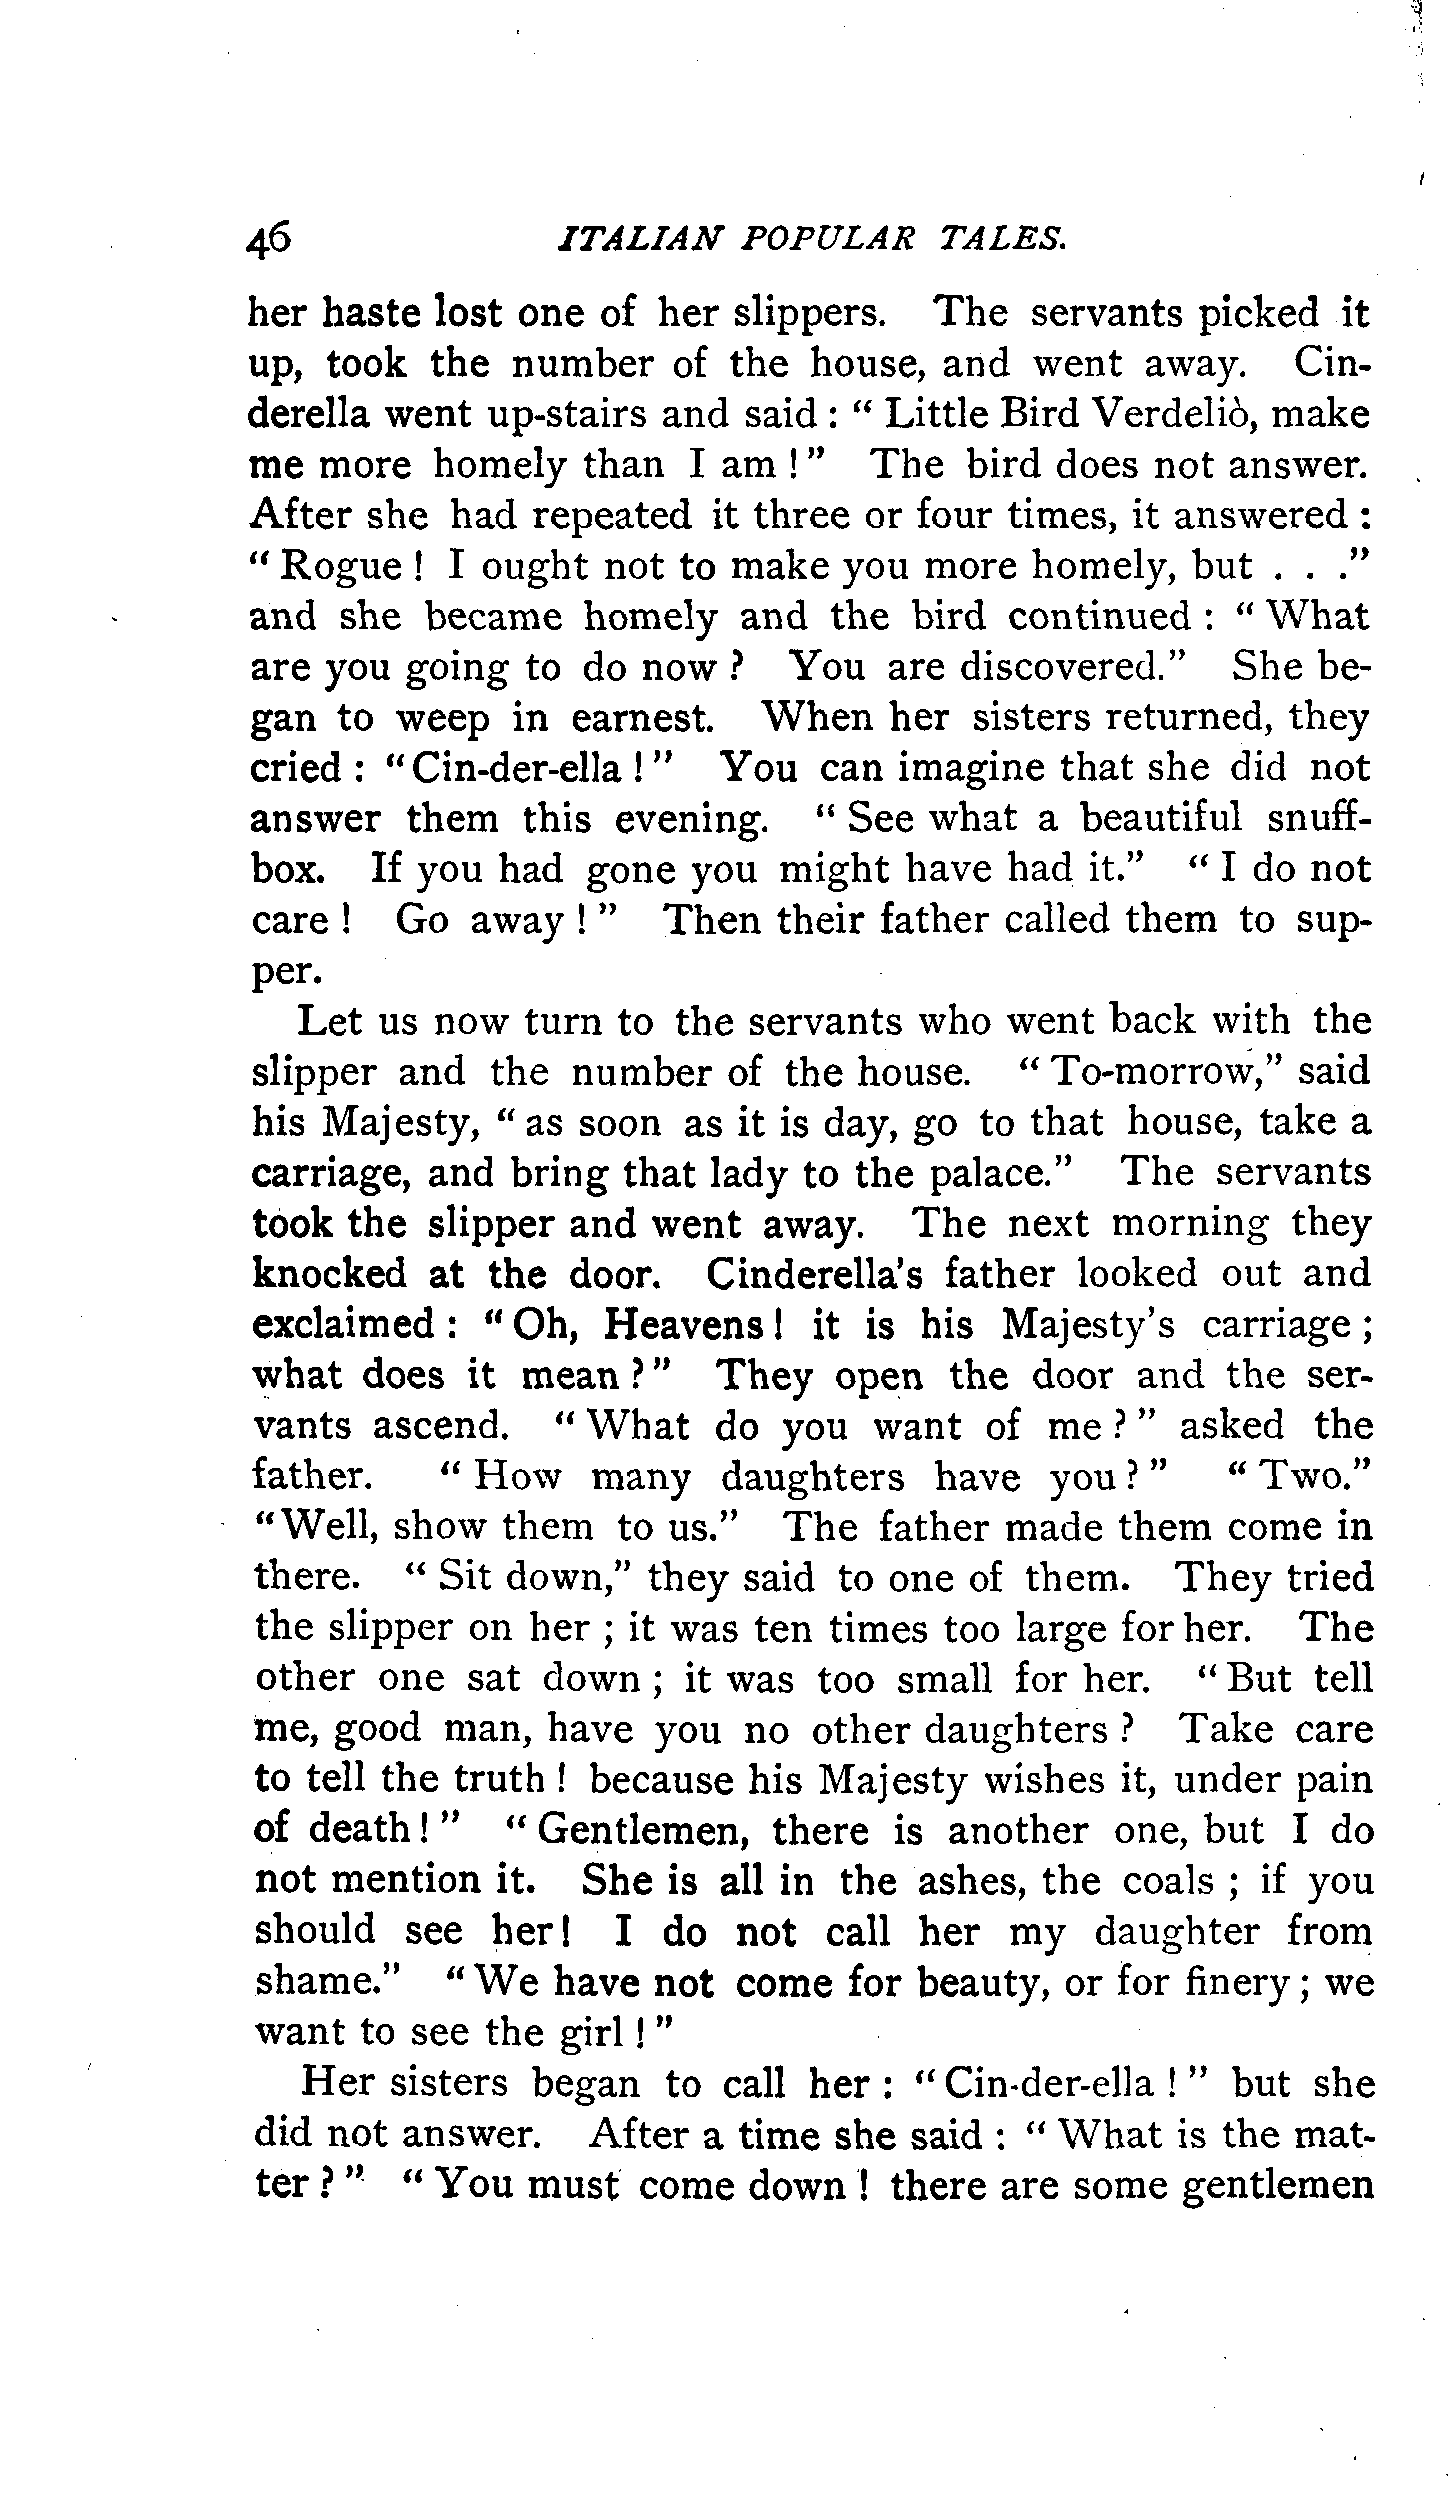 46 ITALIAN POPULAR TALES.
her haste lost one of her slippers. The servants picked it
up, took the number of the house, and went away. Cin-
derella went up-stairs and said : " Little Bird Verdeliò, make
me more homely than I am ! " The bird does not answer.
After she had repeated it three or four times, it answered :
" Rogue ! I ought not to make you more homely, but . . ."
and she became homely and the bird continued : " What
are you going to do now ? You are discovered." She be-
gan to weep in earnest. When her sisters returned, they
cried : " Cin-der-ella ! " You can imagine that she did not
answer them this evening. " See what a beautiful snuff-
box. If you had gone you might have had it." " I do not
care ! Go away ! " Then their father called them to sup-
per.
Let us now turn to the servants who went back with the
slipper and the number of the house. " To-morrow," said
his Majesty, " as soon as it is day, go to that house, take a
carriage, and bring that lady to the palace." The servants
took the slipper and went away. The next morning they
knocked at the door. Cinderella's father looked out and
exclaimed : " Oh, Heavens ! it is his Majesty's carriage ;
what does it mean ? " They open the door and the ser-
vants ascend. " What do you want of me ? " asked the
father. " How many daughters have you ? " " Two."
" Well, show them to us." The father made them come in
there. " Sit down," they said to one of them. They tried
the slipper on her ; it was ten times too large for her. The
other one sat down ; it was too small for her. " But tell
me, good man, have you no other daughters ? Take care
to tell the truth ! because his Majesty wishes it, under pain
of death ! " " Gentlemen, there is another one, but I do
not mention it. She is all in the ashes, the coals ; if you
should see her ! I do not call her my daughter from
shame." " We have not come for beauty, or for finery ; we
want to see the girl ! "
Her sisters began to call her : " Cin-der-ella ! " but she
did not answer. After a time she said : " What is the mat-
ter ? " " You must come down ! there are some gentlemen